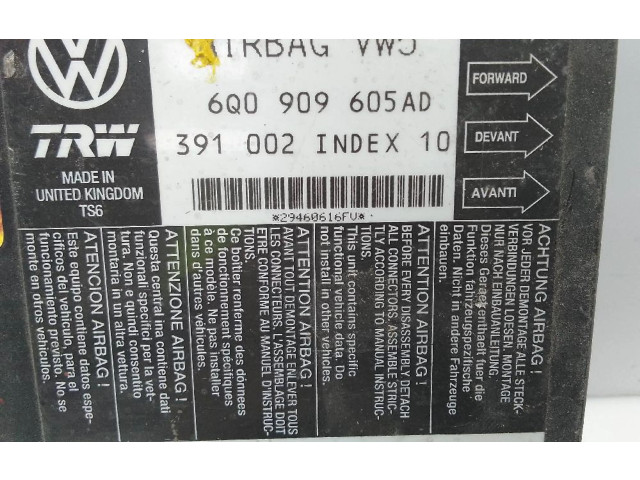 AIRBAG VW5
6Q0 909 605AD
391 002 INDEX 10
TRW
MADE IN
UNITED KINGDOM
TS6
*29460616FU*
FORWARD
DEVANT
AVANTI
ACHTUNG AIRBAG !
VOR JEDER DEMONTAGE ALLE STECK-
VERBINDUNGEN LOESEN, MONTAGE
NUR NACH EINBAUANLEITUNG.
Dieses Geraet enthaelt fuer die
Funktion fahrzeugspezifische
Daten. Nicht in andere Fahrzeuge
einbauen.
ATTENTION AIRBAG !
BEFORE EVERY DISASSEMBLY DETACH
ALL CONNECTORS, ASSEMBLE STRIC-
TLY ACCORDING TO MANUAL INSTRUC-
TIONS.
This unit contains specific
functional vehicle data. Do
not install in other vehicles.
ATTENTION AIRBAG !
AVANT TOUT DEMONTAGE ENLEVER TOUS
LES CONNECTEURS, L'ASSEMBLAGE DOIT
ETRE CONFORME AU MANUEL D'INSTRUC-
TIONS.
Ce boitier renferme des données
de fonctionnement spécifiques
à ce modèle. Ne pas installer
dans d'autres véhicules.
ATTENZIONE AIRBAG !
Questa centralina contiene dati
funzionali specifici per la vet-
tura. Non e quindi consentito
montarla in un altra vettura.
ATENCION AIRBAG !
Este equipo contiene datos espe-
cíficos del vehículo, para el
funcionamiento previsto. No se
monte en otros vehículos.